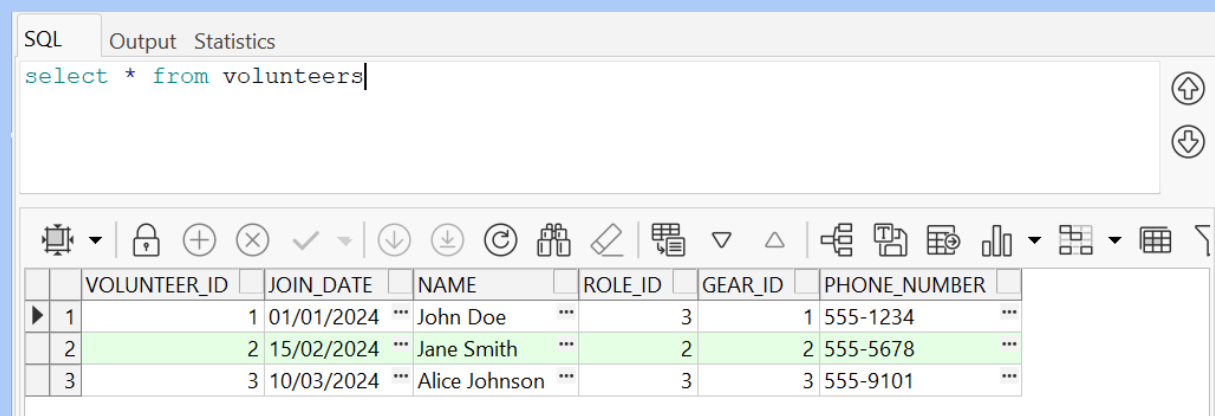 SQL Output Statistics
select * from volunteers
VOLUNTEER_ID JOIN_DATE NAME ROLE_ID GEAR_ID PHONE_NUMBER
1 1 01/01/2024 ... John Doe ... 3 1 555-1234 ...
2 2 15/02/2024 ... Jane Smith ... 2 2 555-5678 ...
3 3 10/03/2024 ... Alice Johnson ... 3 3 555-9101 ...